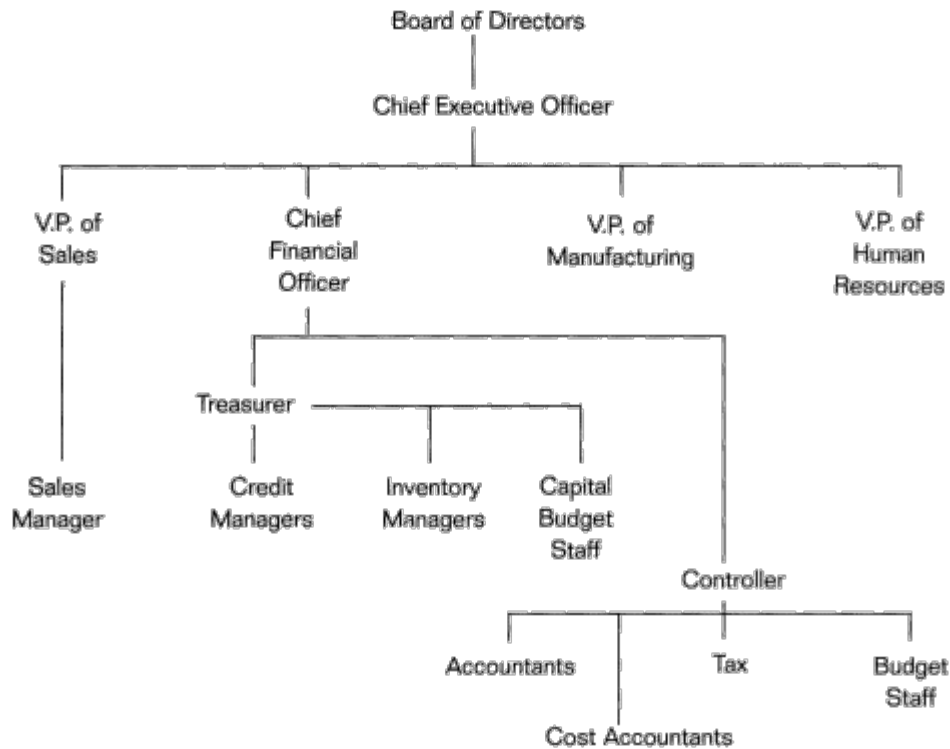 Board of Directors
Chief Executive Officer
V.P. of
Sales
Chief
Financial
Officer
V.P. of
Manufacturing
V.P. of
Human
Resources
Treasurer
Sales
Manager
Credit
Managers
Inventory
Managers
Capital
Budget
Staff
Controller
Accountants
Tax
Budget
Staff
Cost Accountants